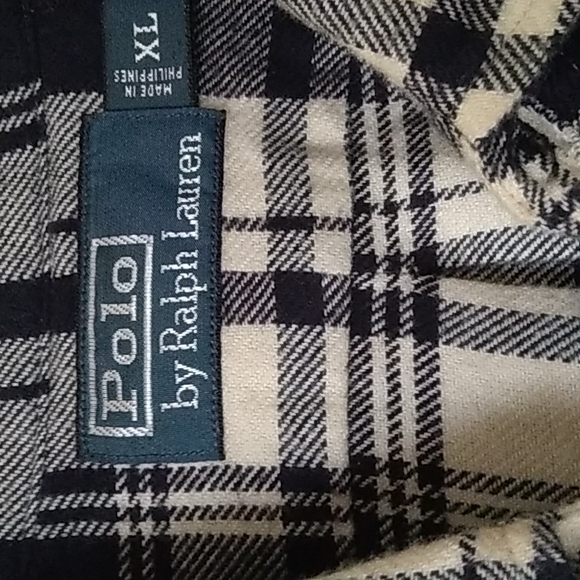 Polo
by Ralph Lauren
XL
MADE IN
PHILIPPINES